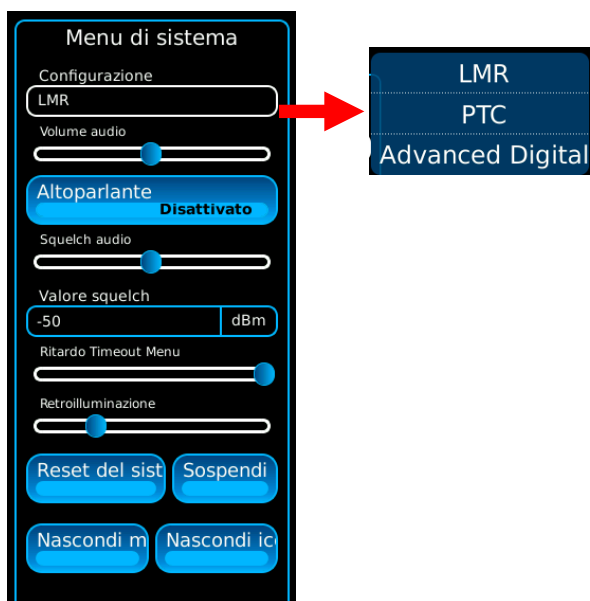 Menu di sistema
Configurazione
LMR
Volume audio
Altoparlante
Disattivato
Squelch audio
Valore squelch
-50 dBm
Ritardo Timeout Menu
Retroilluminazione
Reset del sist Sospendi
Nascondi m Nascondi ic
LMR
PTC
Advanced Digital